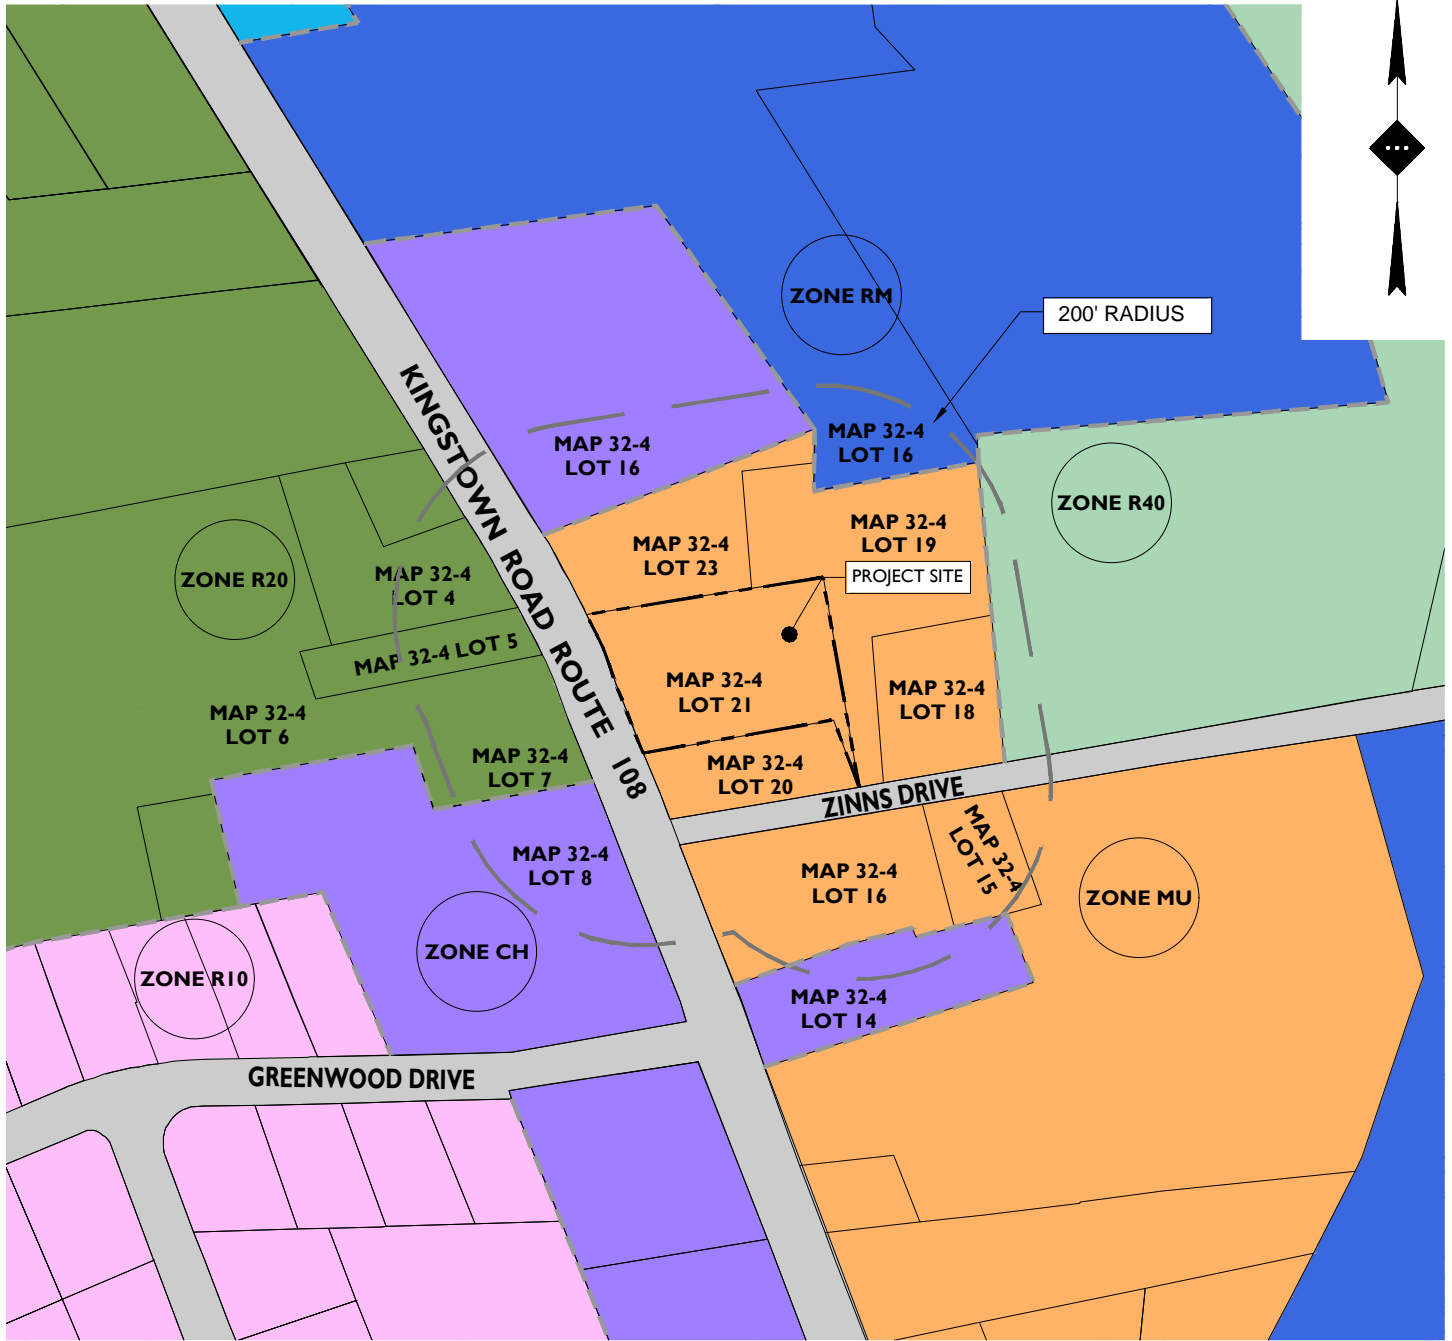 ZONE RM
200' RADIUS
KINGSTOWN ROAD ROUTE 108
MAP 32-4
LOT 16
MAP 32-4
LOT 16
ZONE R40
MAP 32-4
LOT 23
MAP 32-4
LOT 19
PROJECT SITE
ZONE R20
MAP 32-4
LOT 4
MAP 32-4 LOT 5
MAP 32-4
LOT 21
MAP 32-4
LOT 18
MAP 32-4
LOT 6
MAP 32-4
LOT 7
MAP 32-4
LOT 20
ZINNS DRIVE
MAP 32-4
LOT 8
MAP 32-4
LOT 16
MAP 32-4
LOT 15
ZONE MU
ZONE CH
ZONE R10
MAP 32-4
LOT 14
GREENWOOD DRIVE